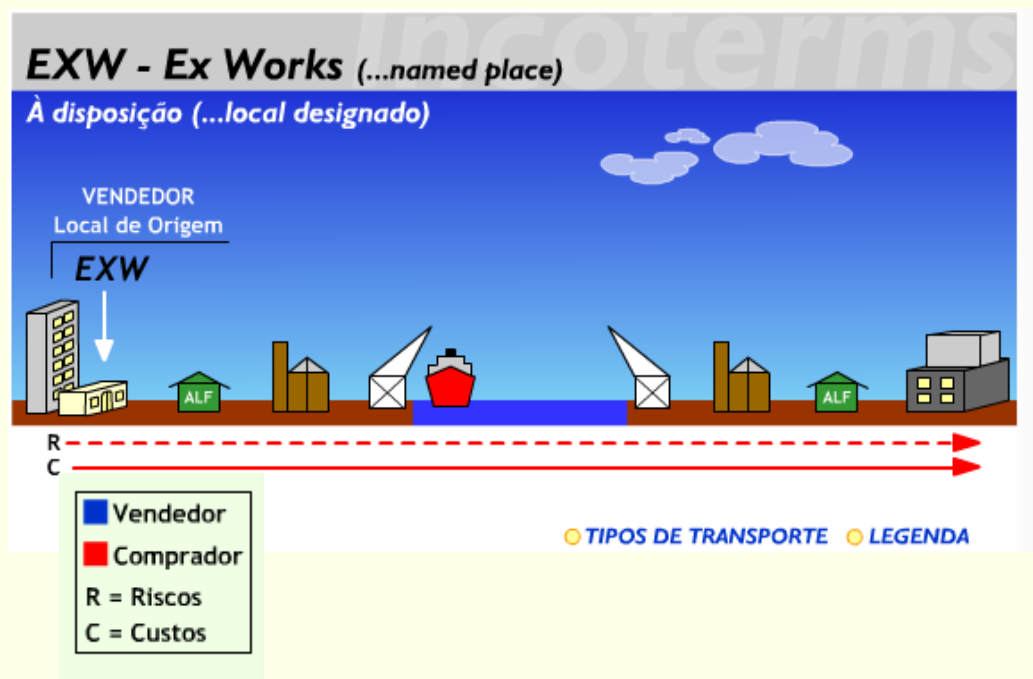 Incoterms
EXW - Ex Works (...named place)
À disposição (...local designado)
VENDEDOR
Local de Origem
EXW
ALF
ALF
R
C
Vendedor
Comprador
R = Riscos
C = Custos
TIPOS DE TRANSPORTE
LEGENDA